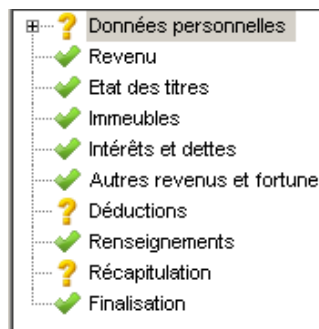 Données personnelles
Revenu
Etat des titres
Immeubles
Intérêts et dettes
Autres revenus et fortune
Déductions
Renseignements
Récapitulation
Finalisation